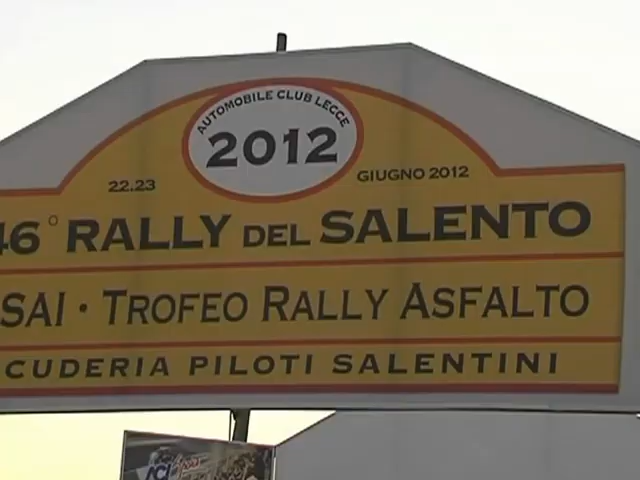 AUTOMOBILE CLUB LECCE
2012
22.23 GIUGNO 2012
46° RALLY DEL SALENTO
SAI · TROFEO RALLY ASFALTO
CUDERIA PILOTI SALENTINI
ACI